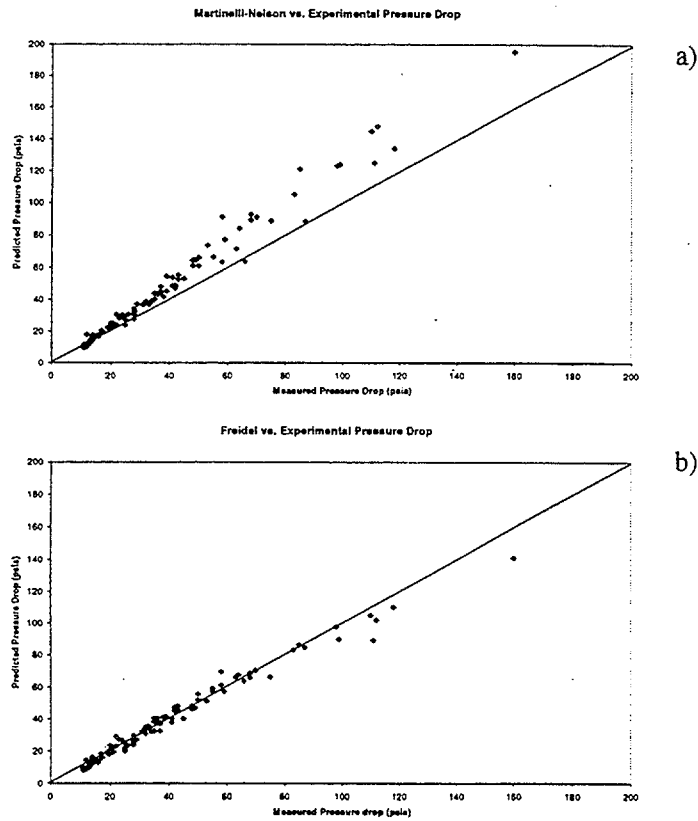 Martinelli-Nelson vs. Experimental Pressure Drop
a)
Predicted Pressure Drop (psia)
200
180
160
140
120
100
80
60
40
20
0
0 20 40 60 80 100 120 140 160 180 200
Measured Pressure Drop (psia)
Freidel vs. Experimental Pressure Drop
b)
Predicted Pressure Drop (psia)
200
180
160
140
120
100
80
60
40
20
0
0 20 40 60 80 100 120 140 160 180 200
Measured Pressure drop (psia)